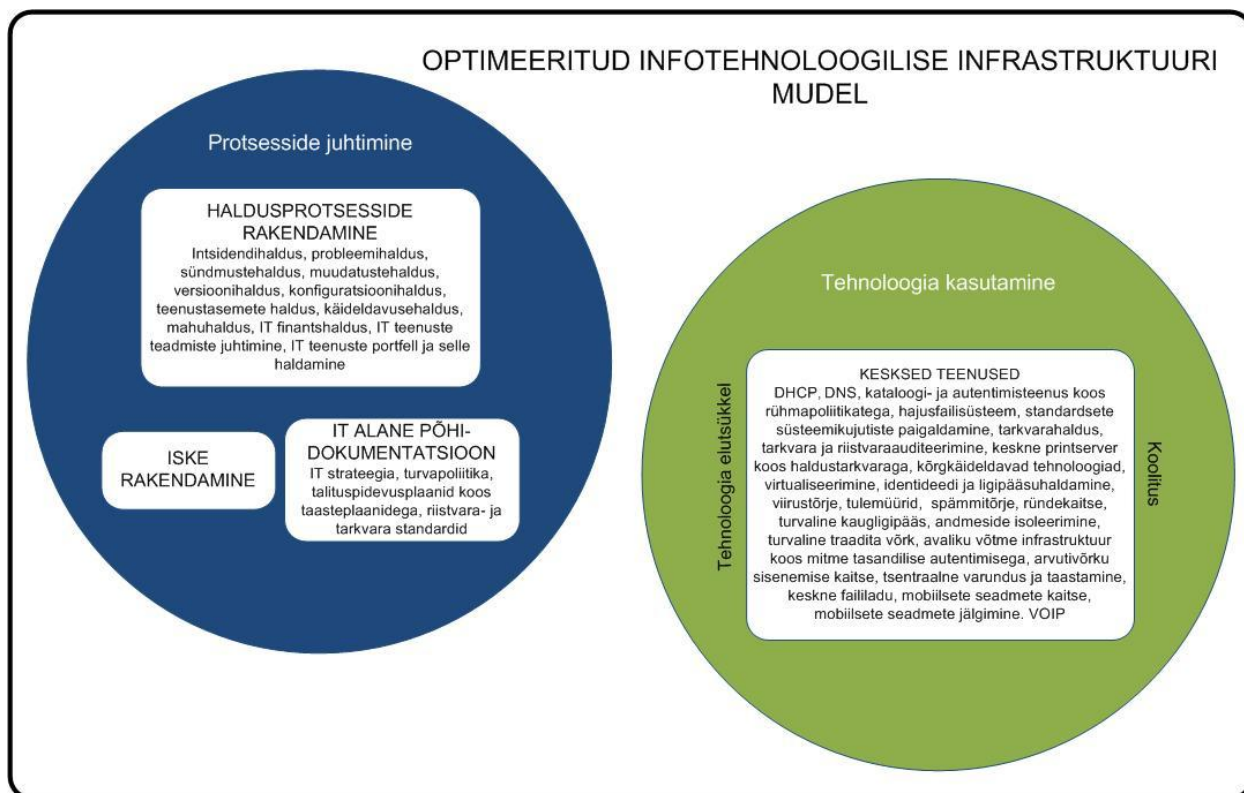 OPTIMEERITUD INFOTEHNOLOOGILISE INFRASTRUKTUURI
MUDEL
Protsesside juhtimine
HALDUSPROTSESSIDE
RAKENDAMINE
Intsidendihaldus, probleemihaldus,
sündmustehaldus, muudatustehaldus,
versioonihaldus, konfiguratsioonihaldus,
teenustasemete haldus, käideldavusehaldus,
mahuhaldus, IT finantshaldus, IT teenuste
teadmiste juhtimine, IT teenuste portfell ja selle
haldamine
ISKE
RAKENDAMINE
IT ALANE PÕHI-
DOKUMENTATSIOON
IT strateegia, turvapoliitika,
talituspidevusplaanid koos
taasteplaanidega, riistvara- ja
tarkvara standardid
Tehnoloogia kasutamine
Tehnoloogia elutsükkel
KESKSED TEENUSED
DHCP, DNS, kataloogi- ja autentimisteenus koos
rühmapoliitikatega, hajusfailisüsteem, standardsete
süsteemikujutiste paigaldamine, tarkvarahaldus,
tarkvara ja riistvaraauditeerimine, keskne printserver
koos haldustarkvaraga, kõrgkäideldavad tehnoloogiad,
virtualiseerimine, identideedi ja ligipääsuhaldamine,
viirustõrje, tulemüürid, spämmitõrje, ründekaitse,
turvaline kaugligipääs, andmeside isoleerimine,
turvaline traadita võrk, avaliku võtme infrastruktuur
koos mitme tasandilise autentimisega, arvutivõrku
sisenemise kaitse, tsentraalne varundus ja taastamine,
keskne faililadu, mobiilsete seadmete kaitse,
mobiilsete seadmete jälgimine. VOIP
Koolitus